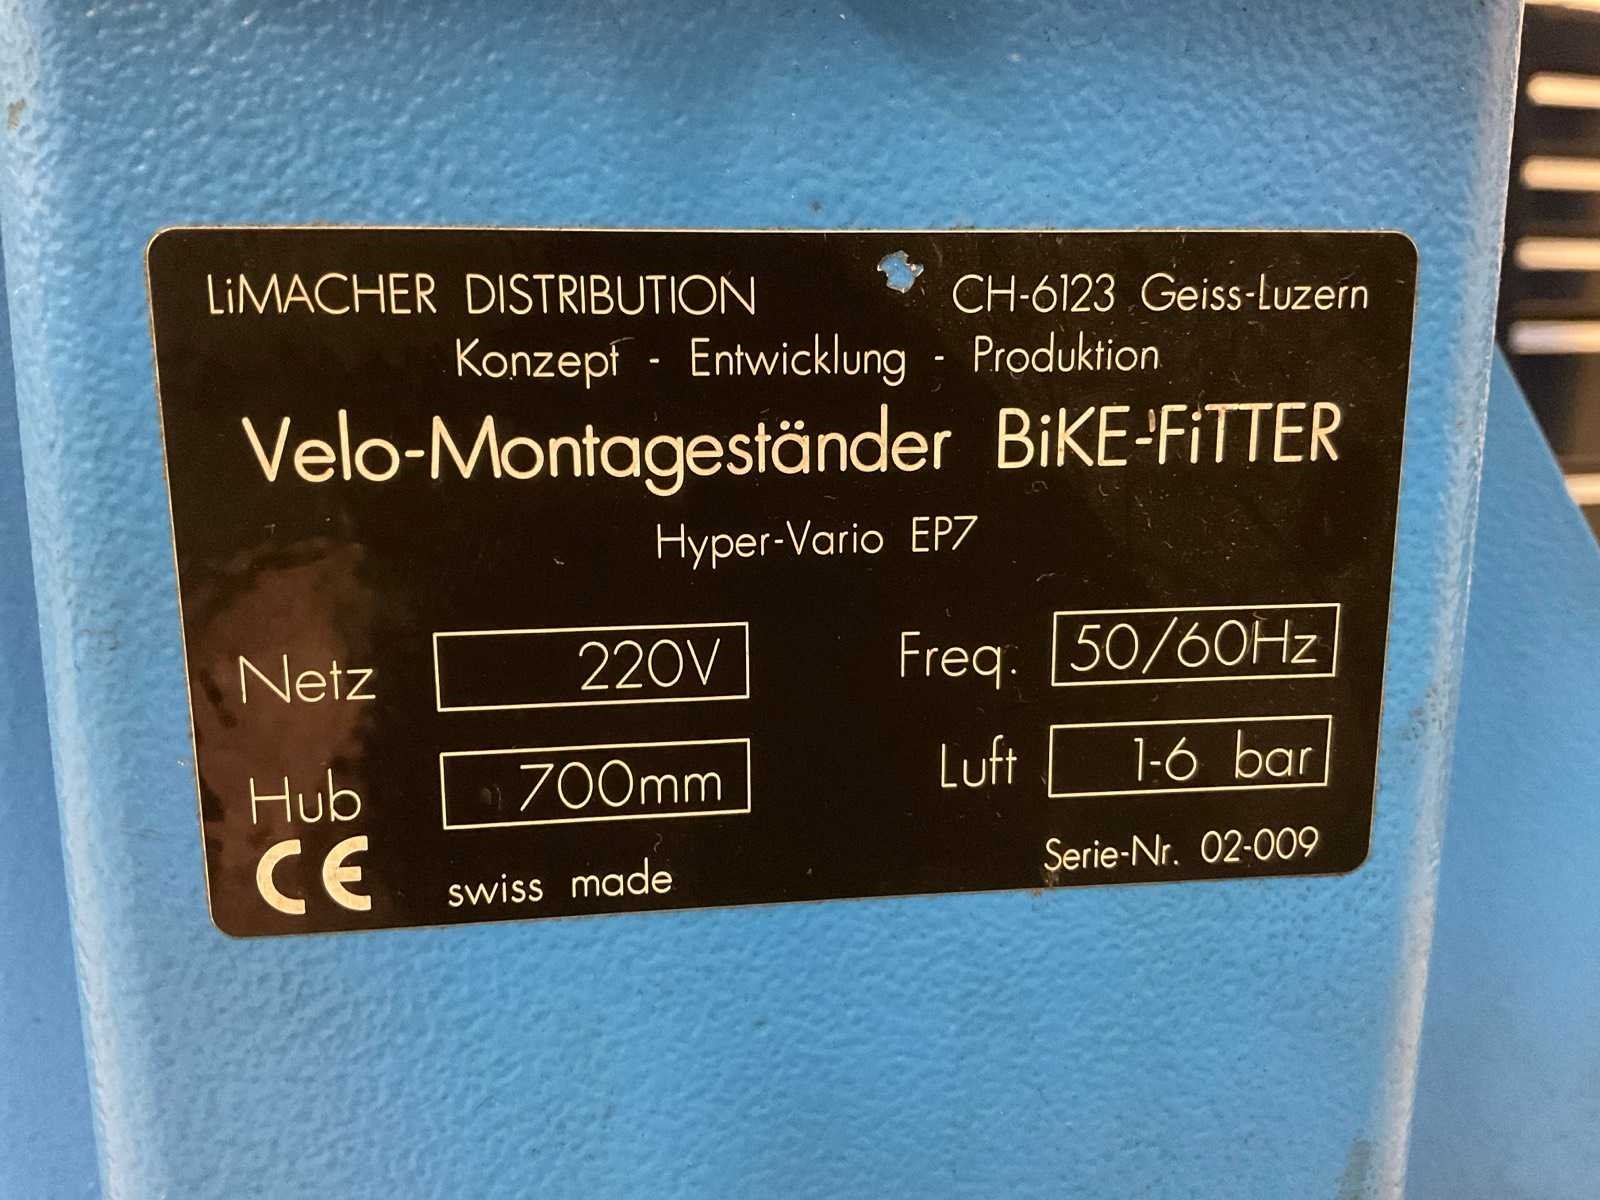 LiMACHER DISTRIBUTION CH-6123 Geiss-Luzern
Konzept - Entwicklung - Produktion
Velo-Montageständer BiKE-FiTTER
Hyper-Vario EP7
Netz 220V Freq. 50/60Hz
Hub 700mm Luft 1-6 bar
CE swiss made Serie-Nr. 02-009